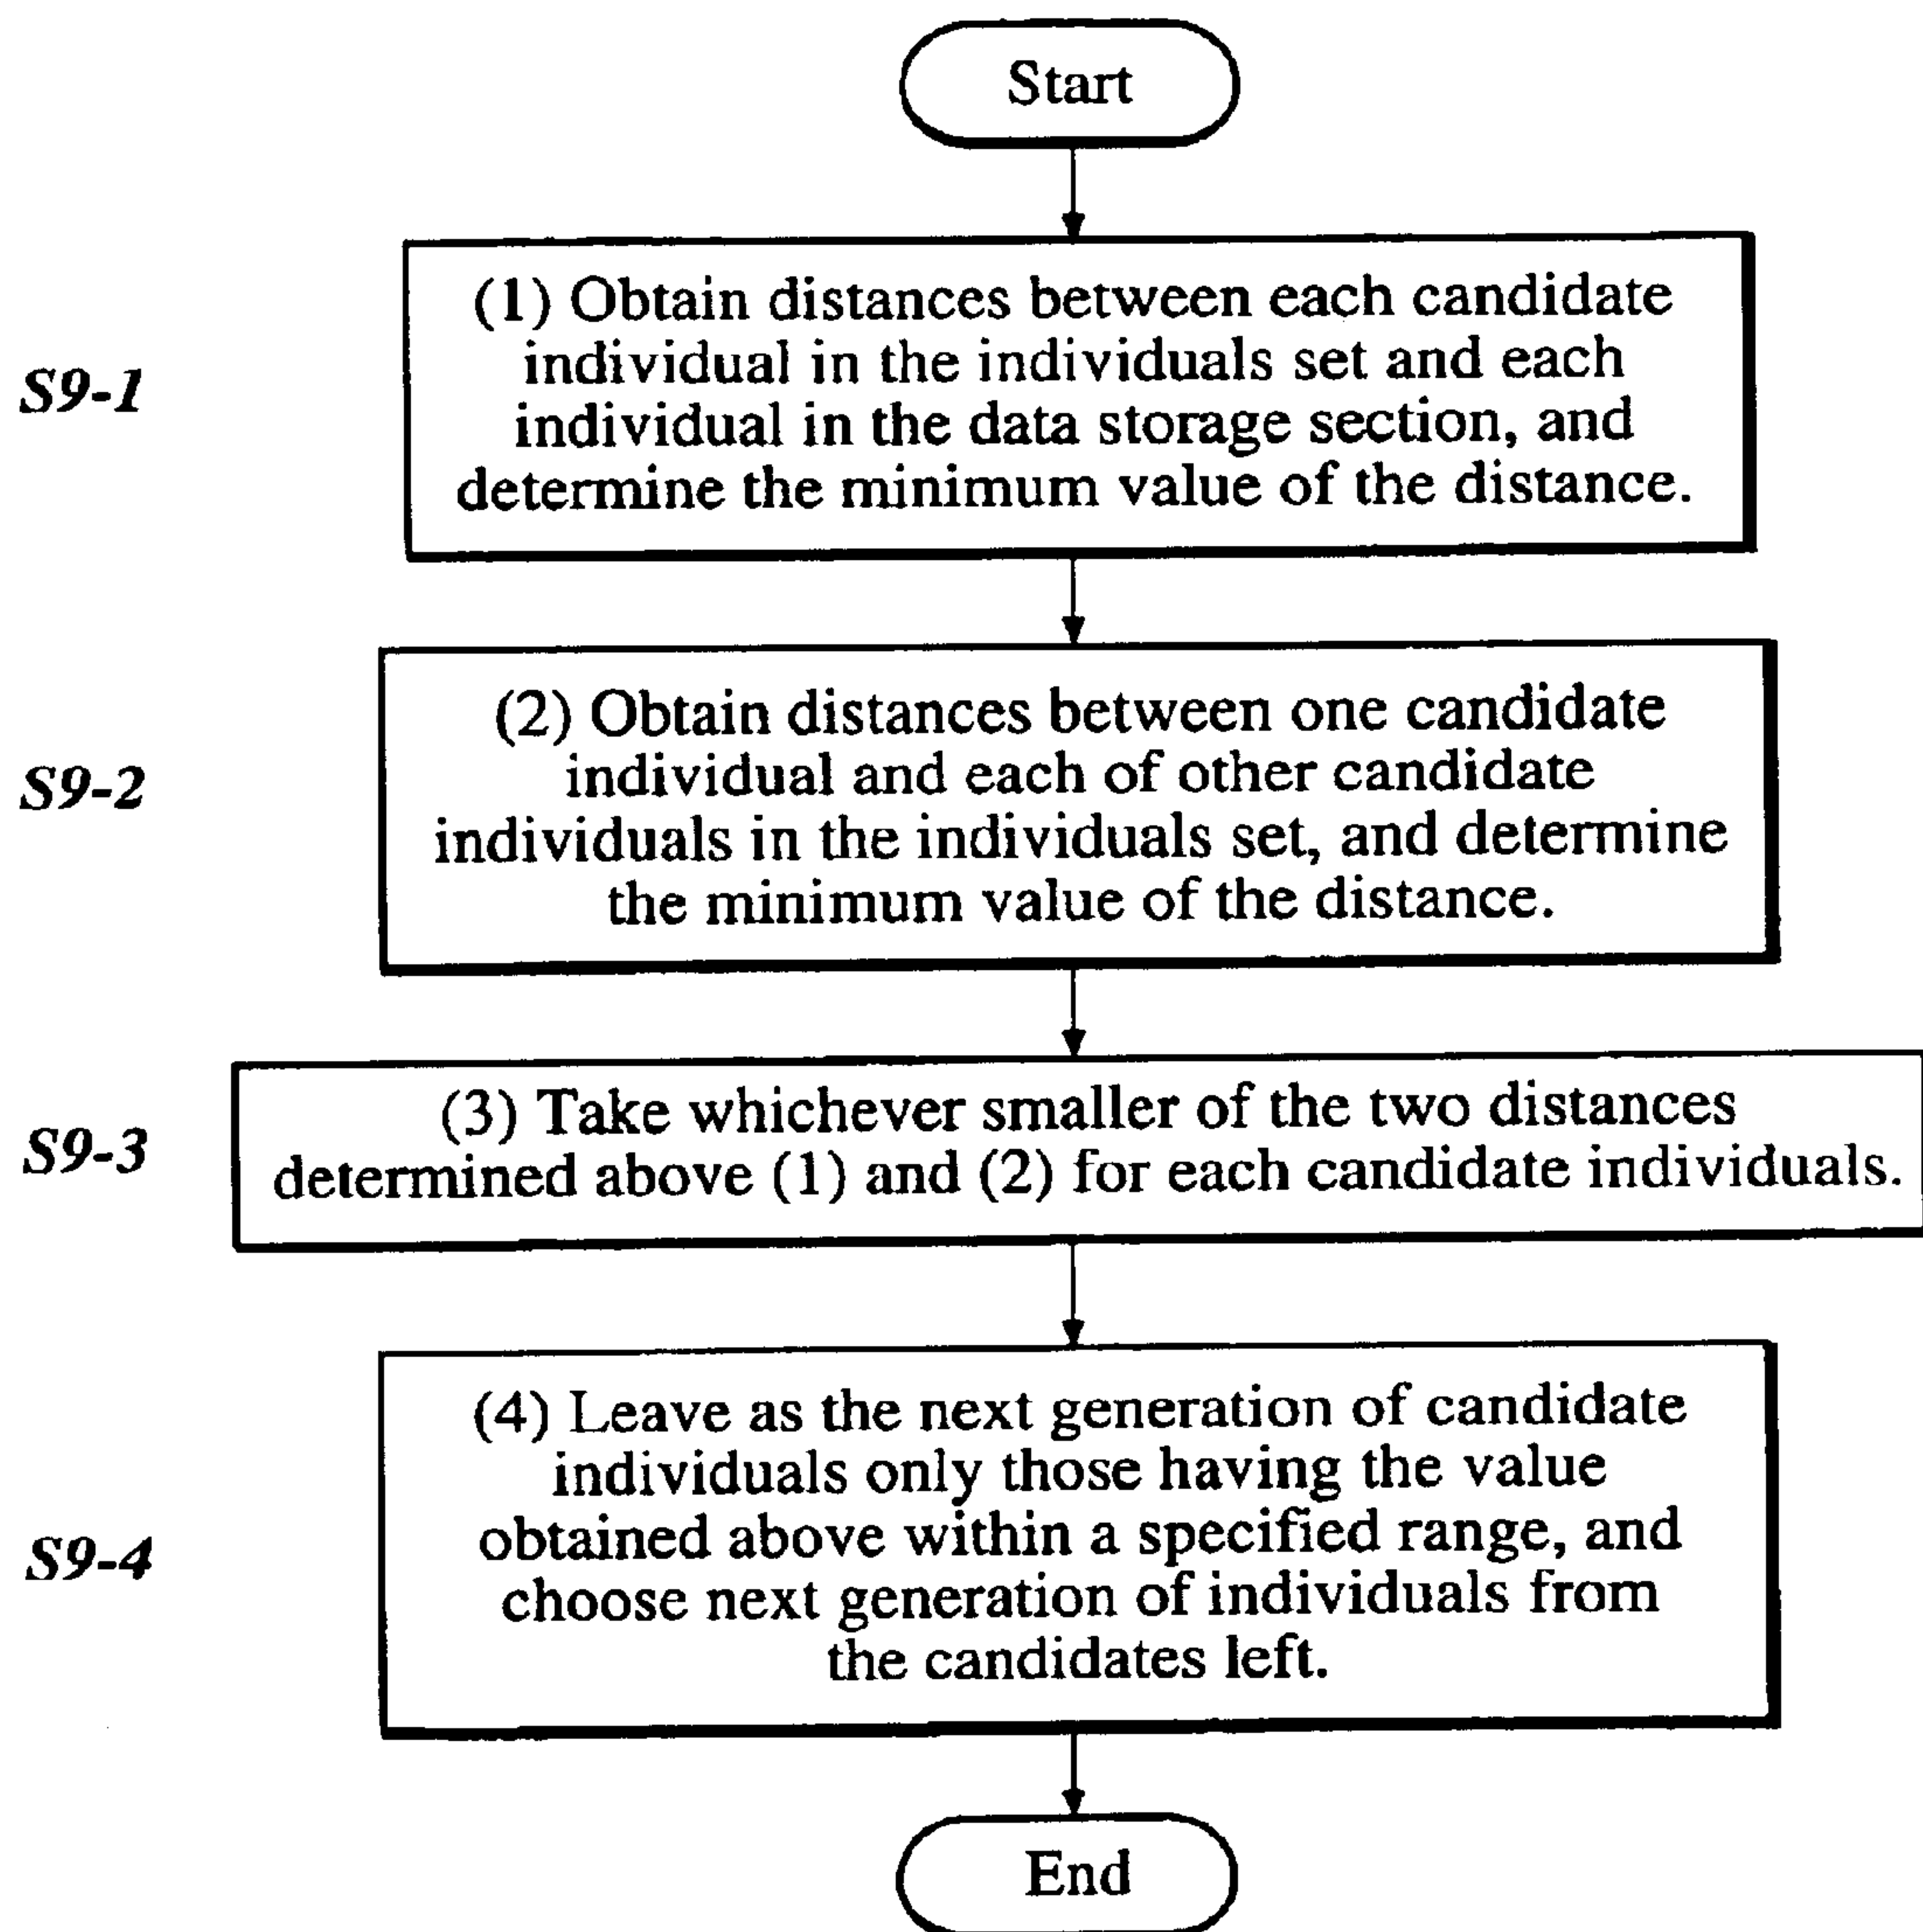 Start
S9-1
(1) Obtain distances between each candidate
individual in the individuals set and each
individual in the data storage section, and
determine the minimum value of the distance.
S9-2
(2) Obtain distances between one candidate
individual and each of other candidate
individuals in the individuals set, and determine
the minimum value of the distance.
S9-3
(3) Take whichever smaller of the two distances
determined above (1) and (2) for each candidate individuals.
S9-4
(4) Leave as the next generation of candidate
individuals only those having the value
obtained above within a specified range, and
choose next generation of individuals from
the candidates left.
End